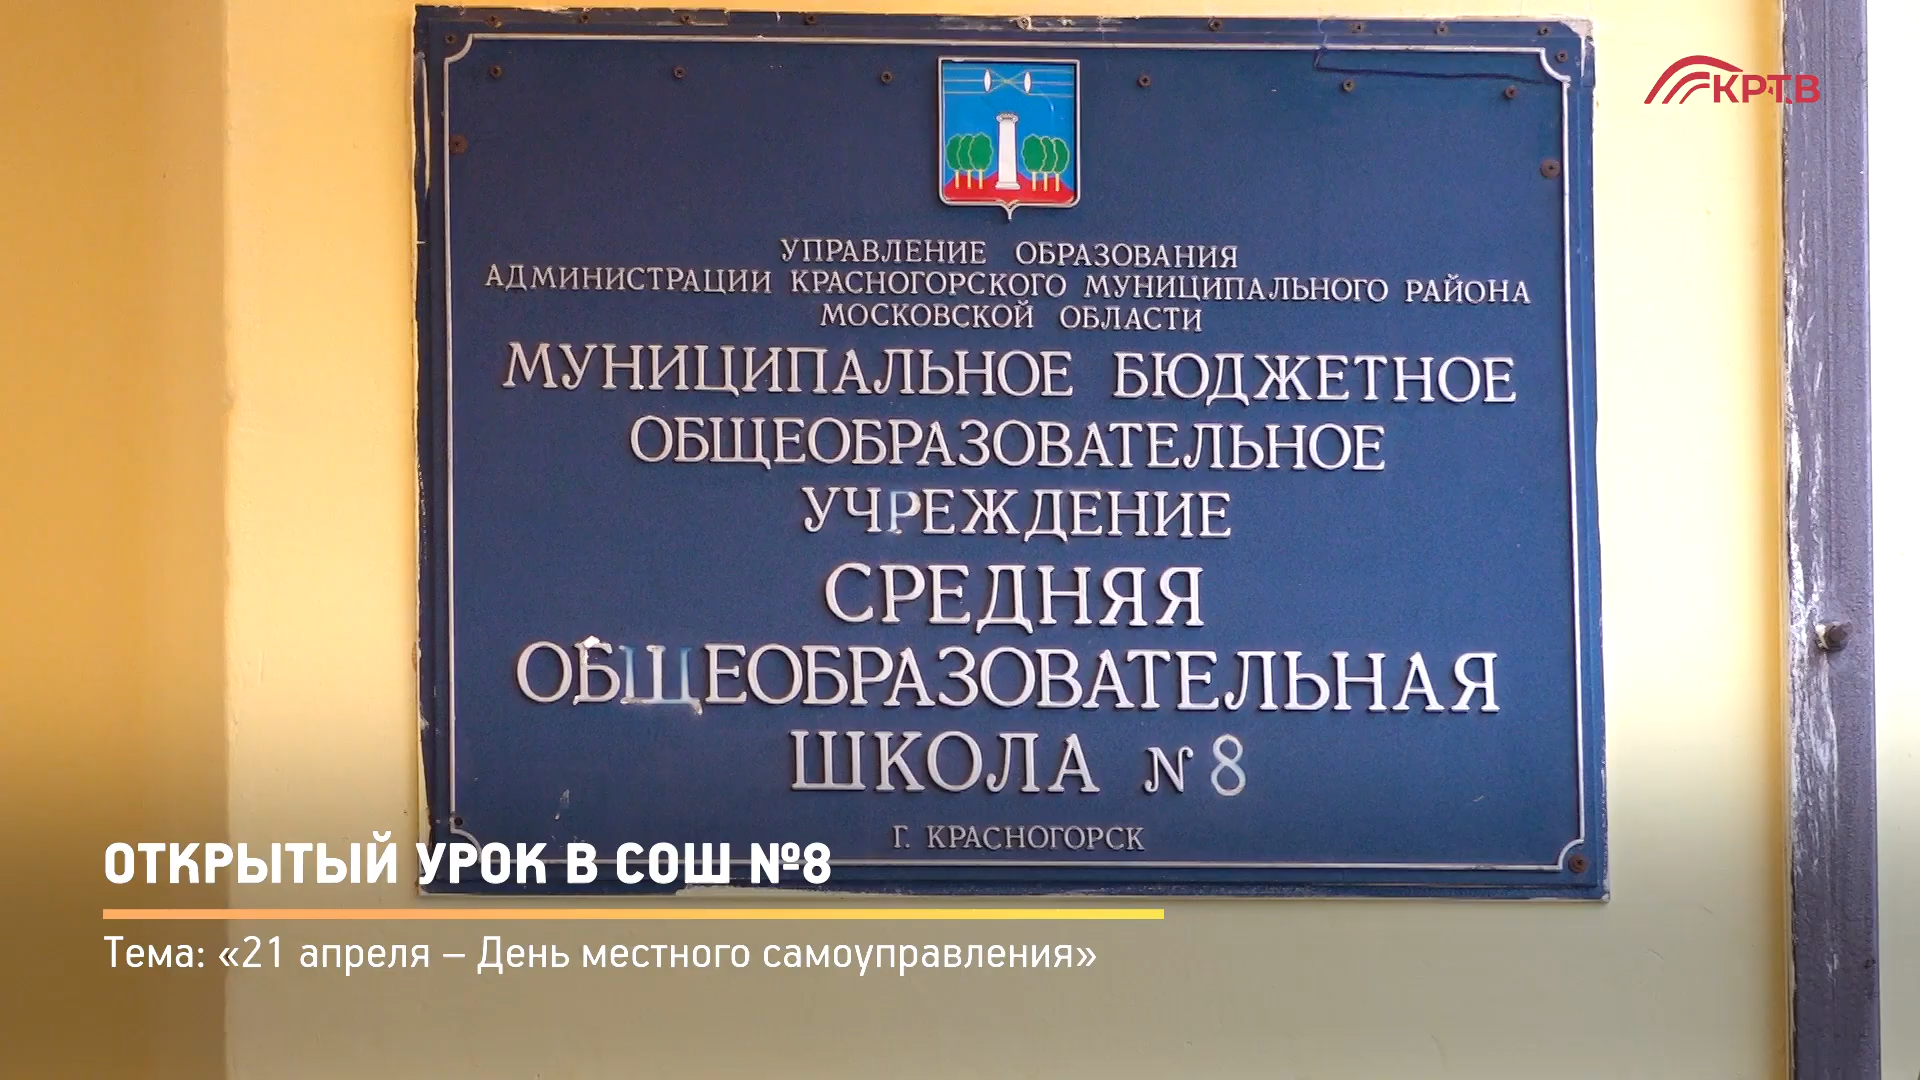 КРТВ
УПРАВЛЕНИЕ ОБРАЗОВАНИЯ
АДМИНИСТРАЦИИ КРАСНОГОРСКОГО МУНИЦИПАЛЬНОГО РАЙОНА
МОСКОВСКОЙ ОБЛАСТИ
МУНИЦИПАЛЬНОЕ БЮДЖЕТНОЕ
ОБЩЕОБРАЗОВАТЕЛЬНОЕ
УЧРЕЖДЕНИЕ
СРЕДНЯЯ
ОБЩЕОБРАЗОВАТЕЛЬНАЯ
ШКОЛА N 8
Г. КРАСНОГОРСК
ОТКРЫТЫЙ УРОК В СОШ №8
Тема: «21 апреля – День местного самоуправления»